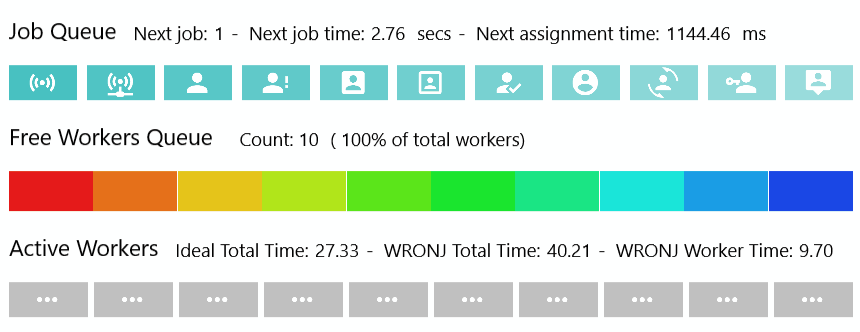 Job Queue Next job: 1 - Next job time: 2.76 secs - Next assignment time: 1144.46 ms
Free Workers Queue Count: 10 ( 100% of total workers)
Active Workers Ideal Total Time: 27.33 - WRONJ Total Time: 40.21 - WRONJ Worker Time: 9.70